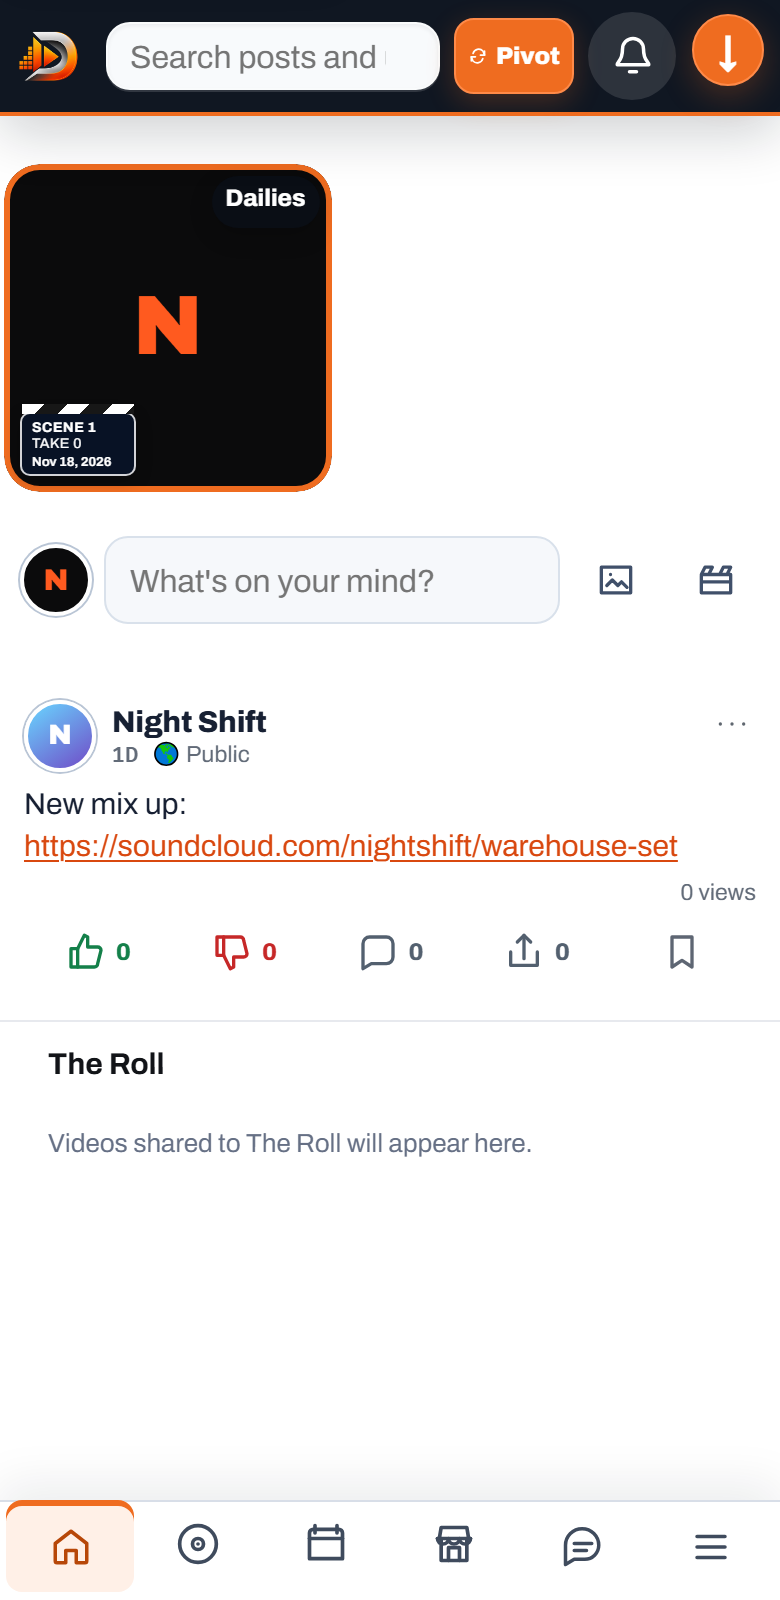 Search posts and
Pivot
Dailies
N
SCENE 1
TAKE 0
Nov 18, 2026
N
What's on your mind?
N
Night Shift
...
1D 🌎 Public
New mix up:
https://soundcloud.com/nightshift/warehouse-set
0 views
0
0
0
0
The Roll
Videos shared to The Roll will appear here.